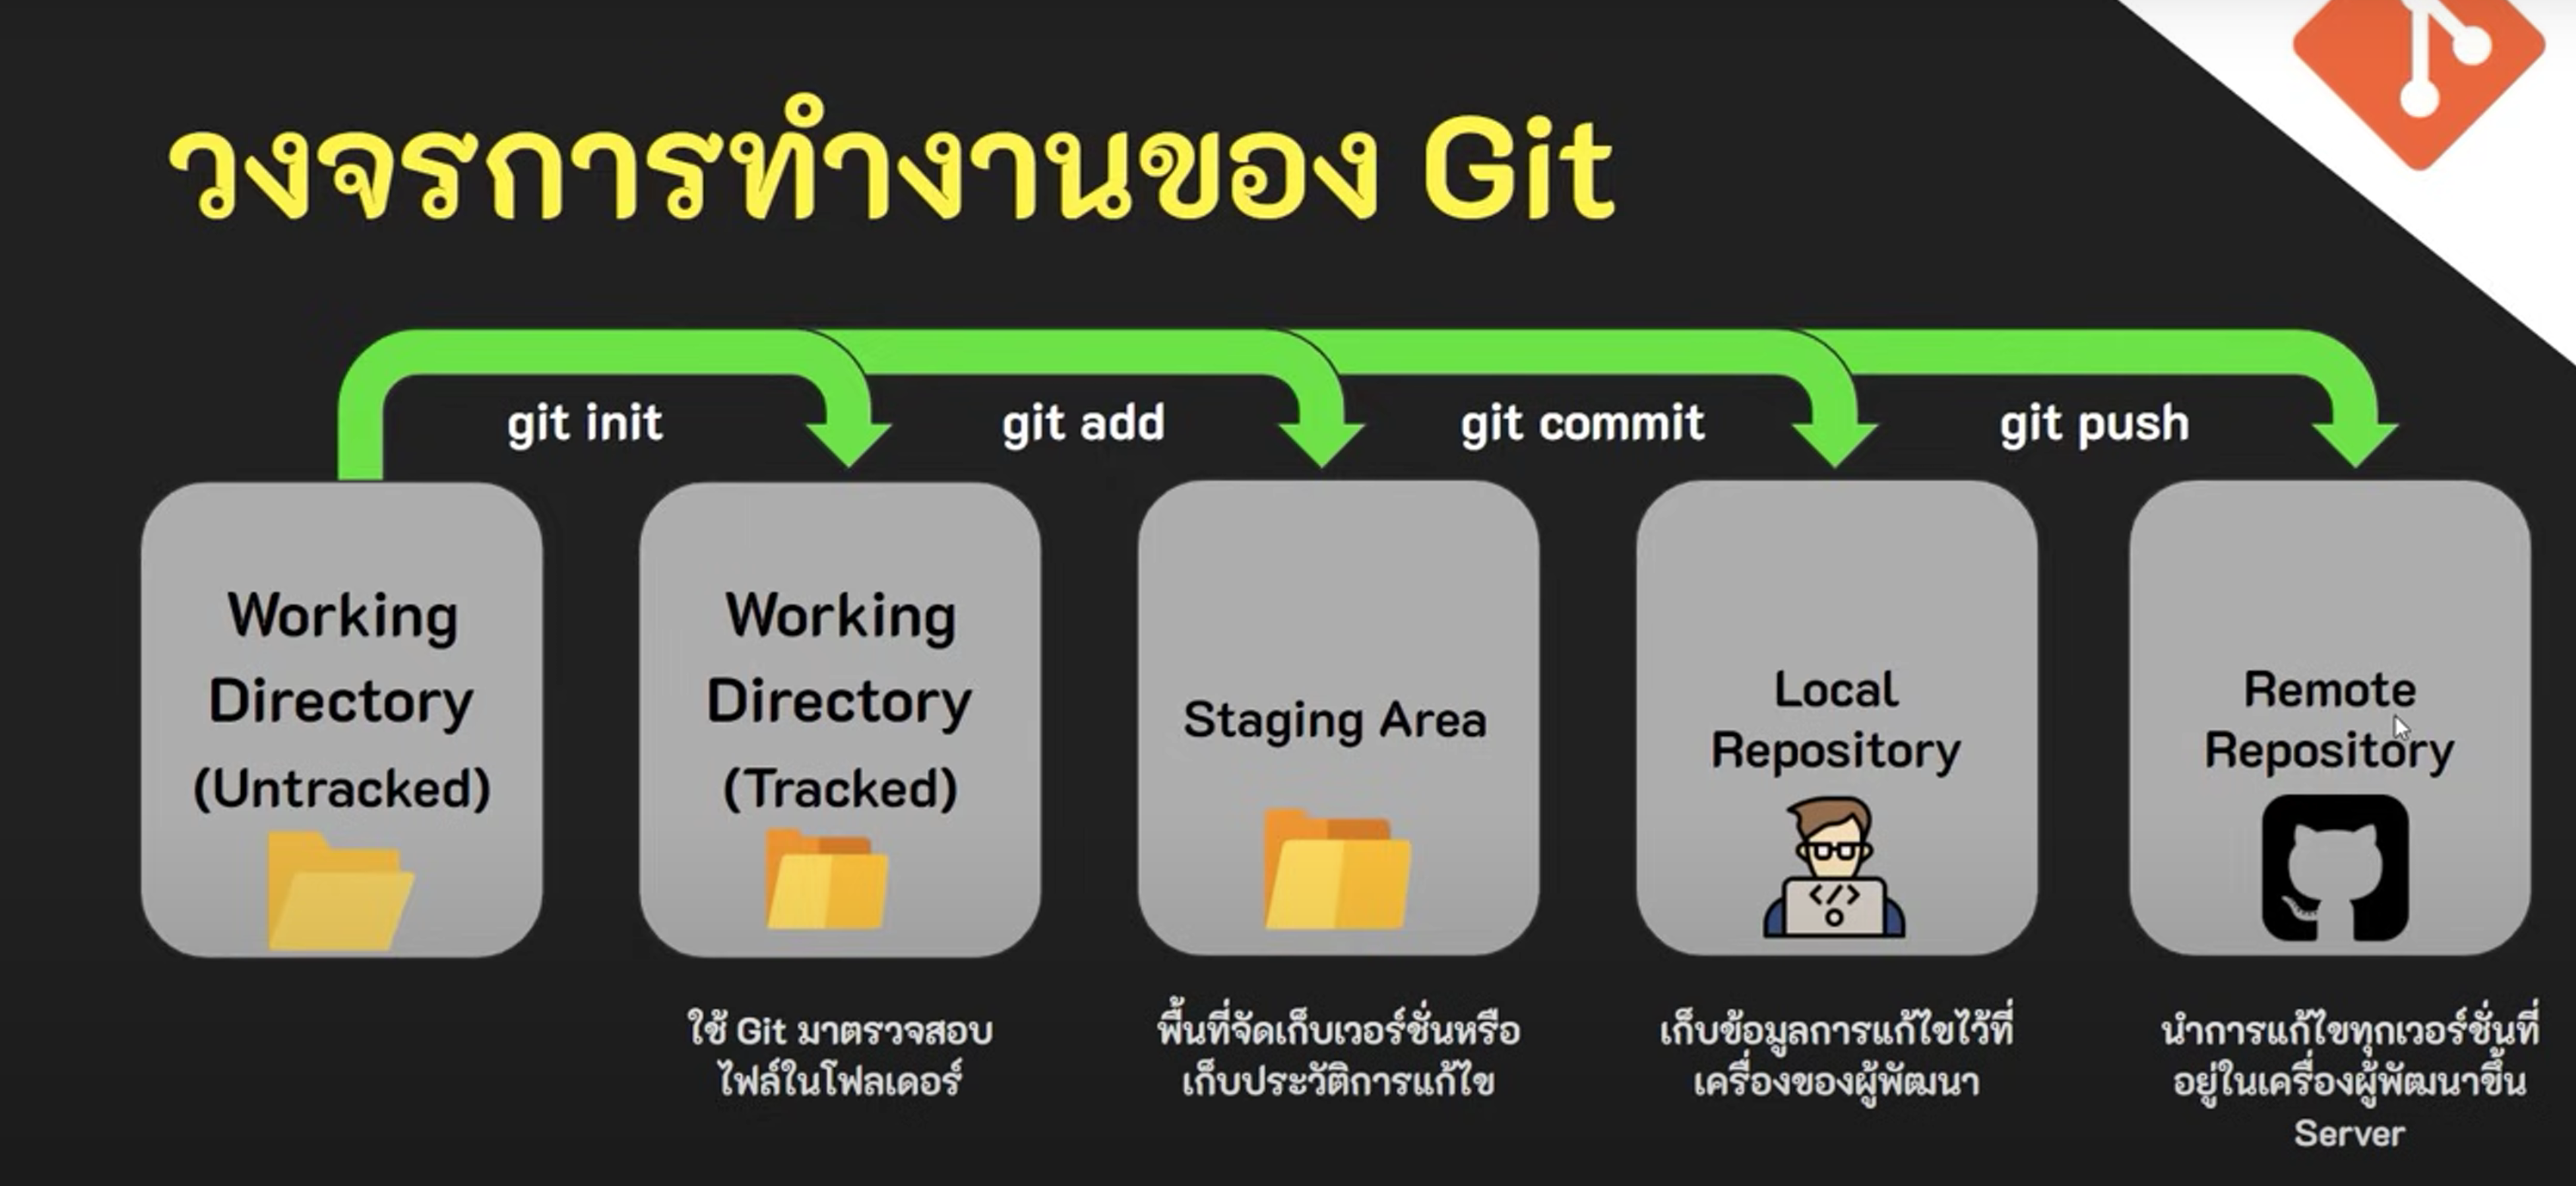 วงจรการทำงานของ Git
git init
git add
git commit
git push
Working
Directory
(Untracked)
Working
Directory
(Tracked)
ใช้ Git มาตรวจสอบ
ไฟล์ในโฟลเดอร์
Staging Area
พื้นที่จัดเก็บเวอร์ชั่นหรือ
เก็บประวัติการแก้ไข
Local
Repository
</>
เก็บข้อมูลการแก้ไขไว้ที่
เครื่องของผู้พัฒนา
Remote
Repository
นำการแก้ไขทุกเวอร์ชั่นที่
อยู่ในเครื่องผู้พัฒนาขึ้น
Server